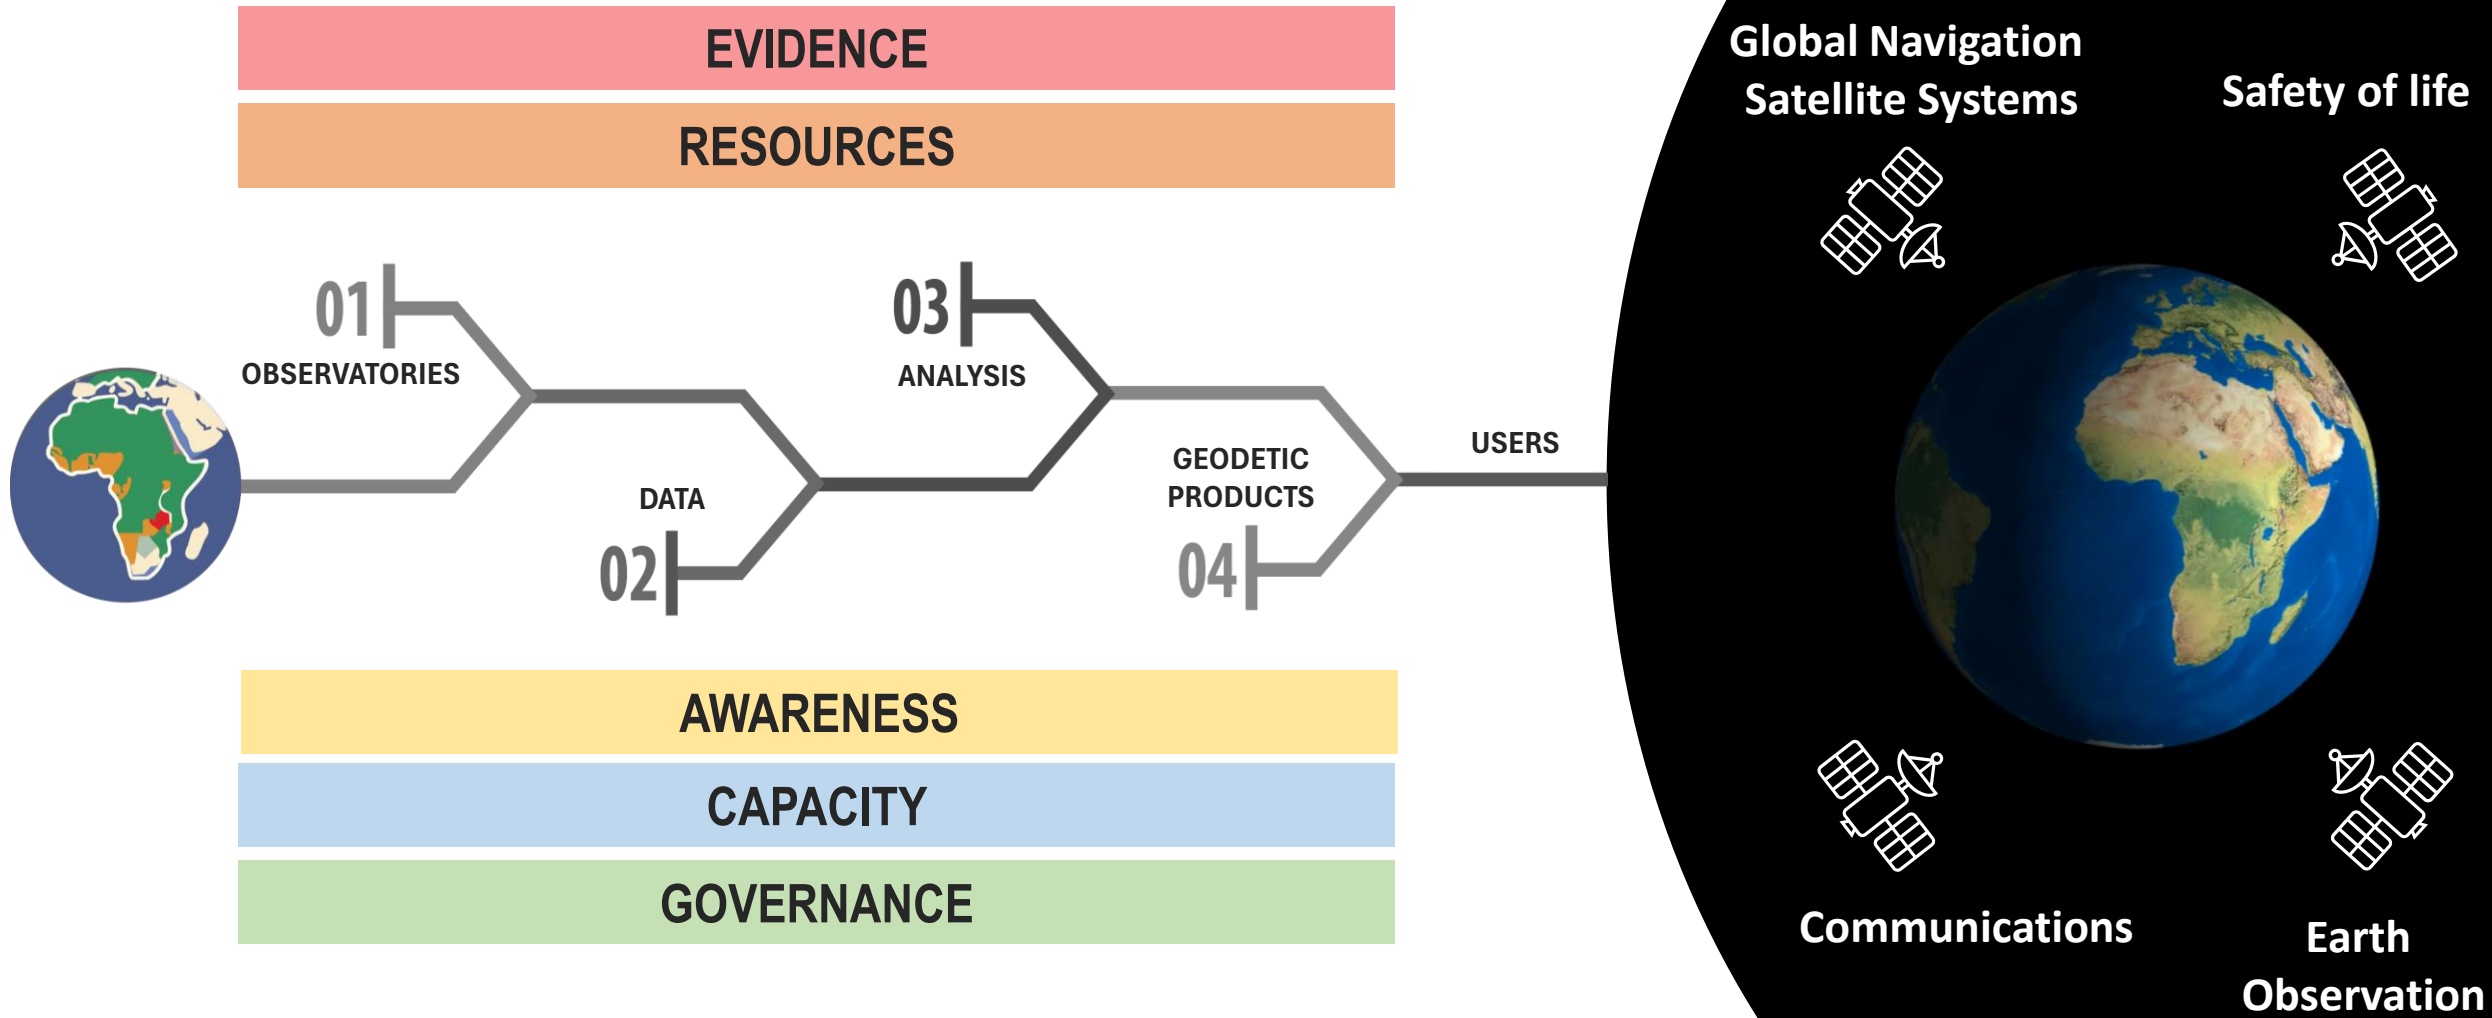 EVIDENCE
RESOURCES
01
OBSERVATORIES
DATA
02
03
ANALYSIS
GEODETIC
PRODUCTS
04
USERS
AWARENESS
CAPACITY
GOVERNANCE
Global Navigation
Satellite Systems
Safety of life
Communications
Earth
Observation